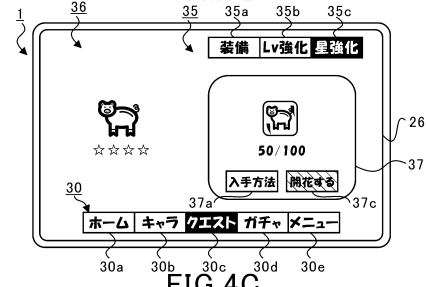 1
36
35
35a
35b
35c
装備
Lv強化
星強化
26
50/100
☆☆☆☆
37
入手方法
開花する
37a
37c
30
ホーム
キャラ
クエスト
ガチャ
メニュー
30a
30b
30c
30d
30e
FIG.4C